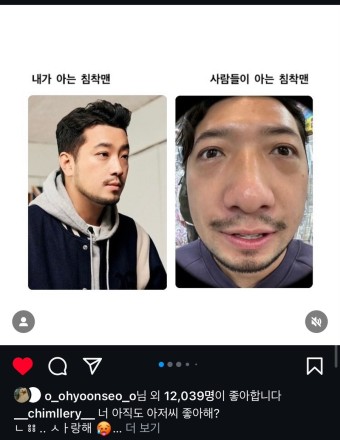 내가 아는 침착맨
사람들이 아는 침착맨
o_ohyoonseo_o님 외 12,039명이 좋아합니다
__chimllery__ 너 아직도 아저씨 좋아해?
... 더 보기